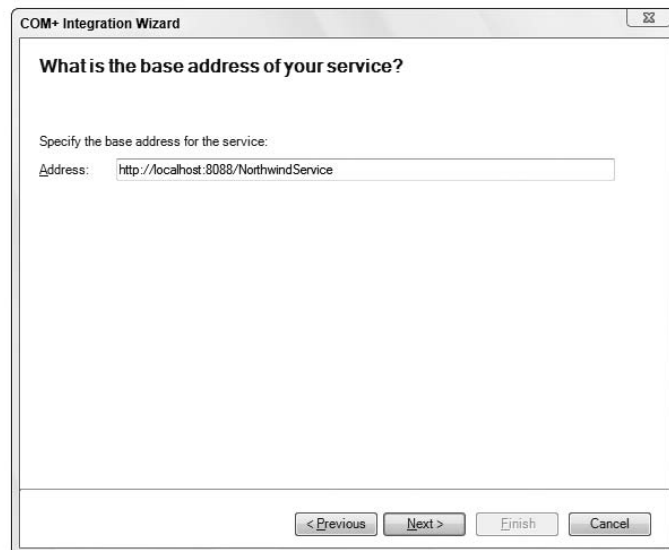 COM+ Integration Wizard
What is the base address of your service?
Specify the base address for the service:
Address: http://localhost:8088/NorthwindService
< Previous Next > Finish Cancel